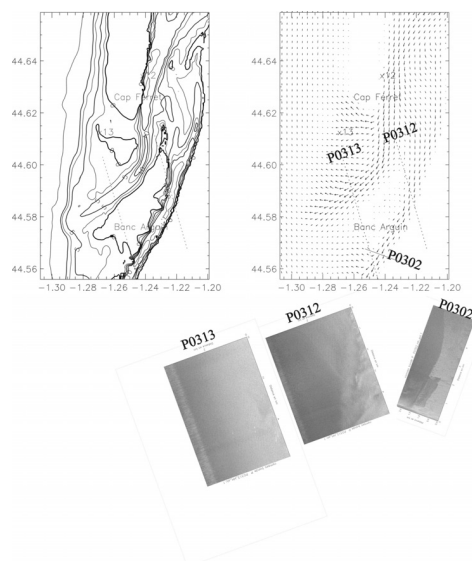 44.64
44.62
44.60
44.58
44.56
-1.30
-1.28
-1.26
-1.24
-1.22
-1.20
x12
Cap Ferret
x13
Banc Arguin
44.64
44.62
44.60
44.58
44.56
-1.30
-1.28
-1.26
-1.24
-1.22
-1.20
x12
Cap Ferret
P0312
x13
P0313
Banc Arguin
P0302
P0313
P0312
P0302